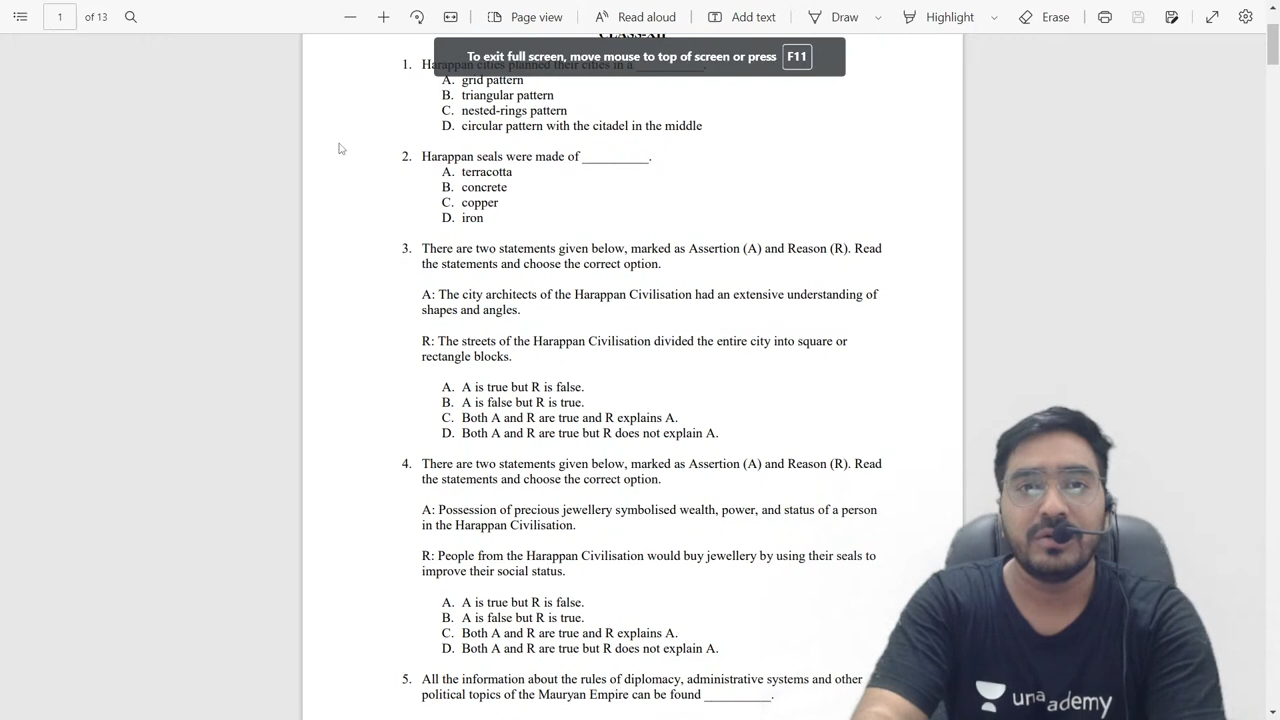 1
of 13
Page view
Read aloud
Add text
Draw
Highlight
Erase
To exit full screen, move mouse to top of screen or press F11
1.
A. grid pattern
B. triangular pattern
C. nested-rings pattern
D. circular pattern with the citadel in the middle
2. Harappan seals were made of __________.
A. terracotta
B. concrete
C. copper
D. iron
3. There are two statements given below, marked as Assertion (A) and Reason (R). Read
the statements and choose the correct option.
A: The city architects of the Harappan Civilisation had an extensive understanding of
shapes and angles.
R: The streets of the Harappan Civilisation divided the entire city into square or
rectangle blocks.
A. A is true but R is false.
B. A is false but R is true.
C. Both A and R are true and R explains A.
D. Both A and R are true but R does not explain A.
4. There are two statements given below, marked as Assertion (A) and Reason (R). Read
the statements and choose the correct option.
A: Possession of precious jewellery symbolised wealth, power, and status of a person
in the Harappan Civilisation.
R: People from the Harappan Civilisation would buy jewellery by using their seals to
improve their social status.
A. A is true but R is false.
B. A is false but R is true.
C. Both A and R are true and R explains A.
D. Both A and R are true but R does not explain A.
5. All the information about the rules of diplomacy, administrative systems and other
political topics of the Mauryan Empire can be found __________.
unacademy